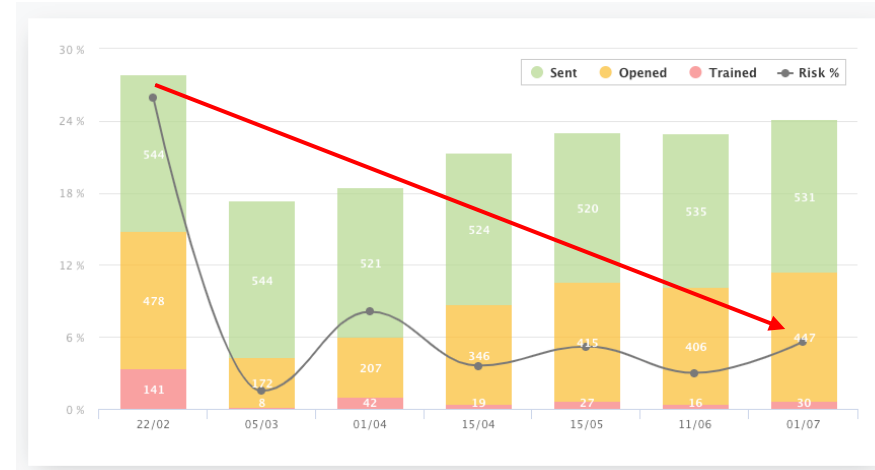 30 %
24 %
18 %
12 %
6 %
0 %
Sent Opened Trained Risk %
544 544 521 524 520 535 531
478 172 207 346 415 406 447
141 8 42 19 27 16 30
22/02 05/03 01/04 15/04 15/05 11/06 01/07